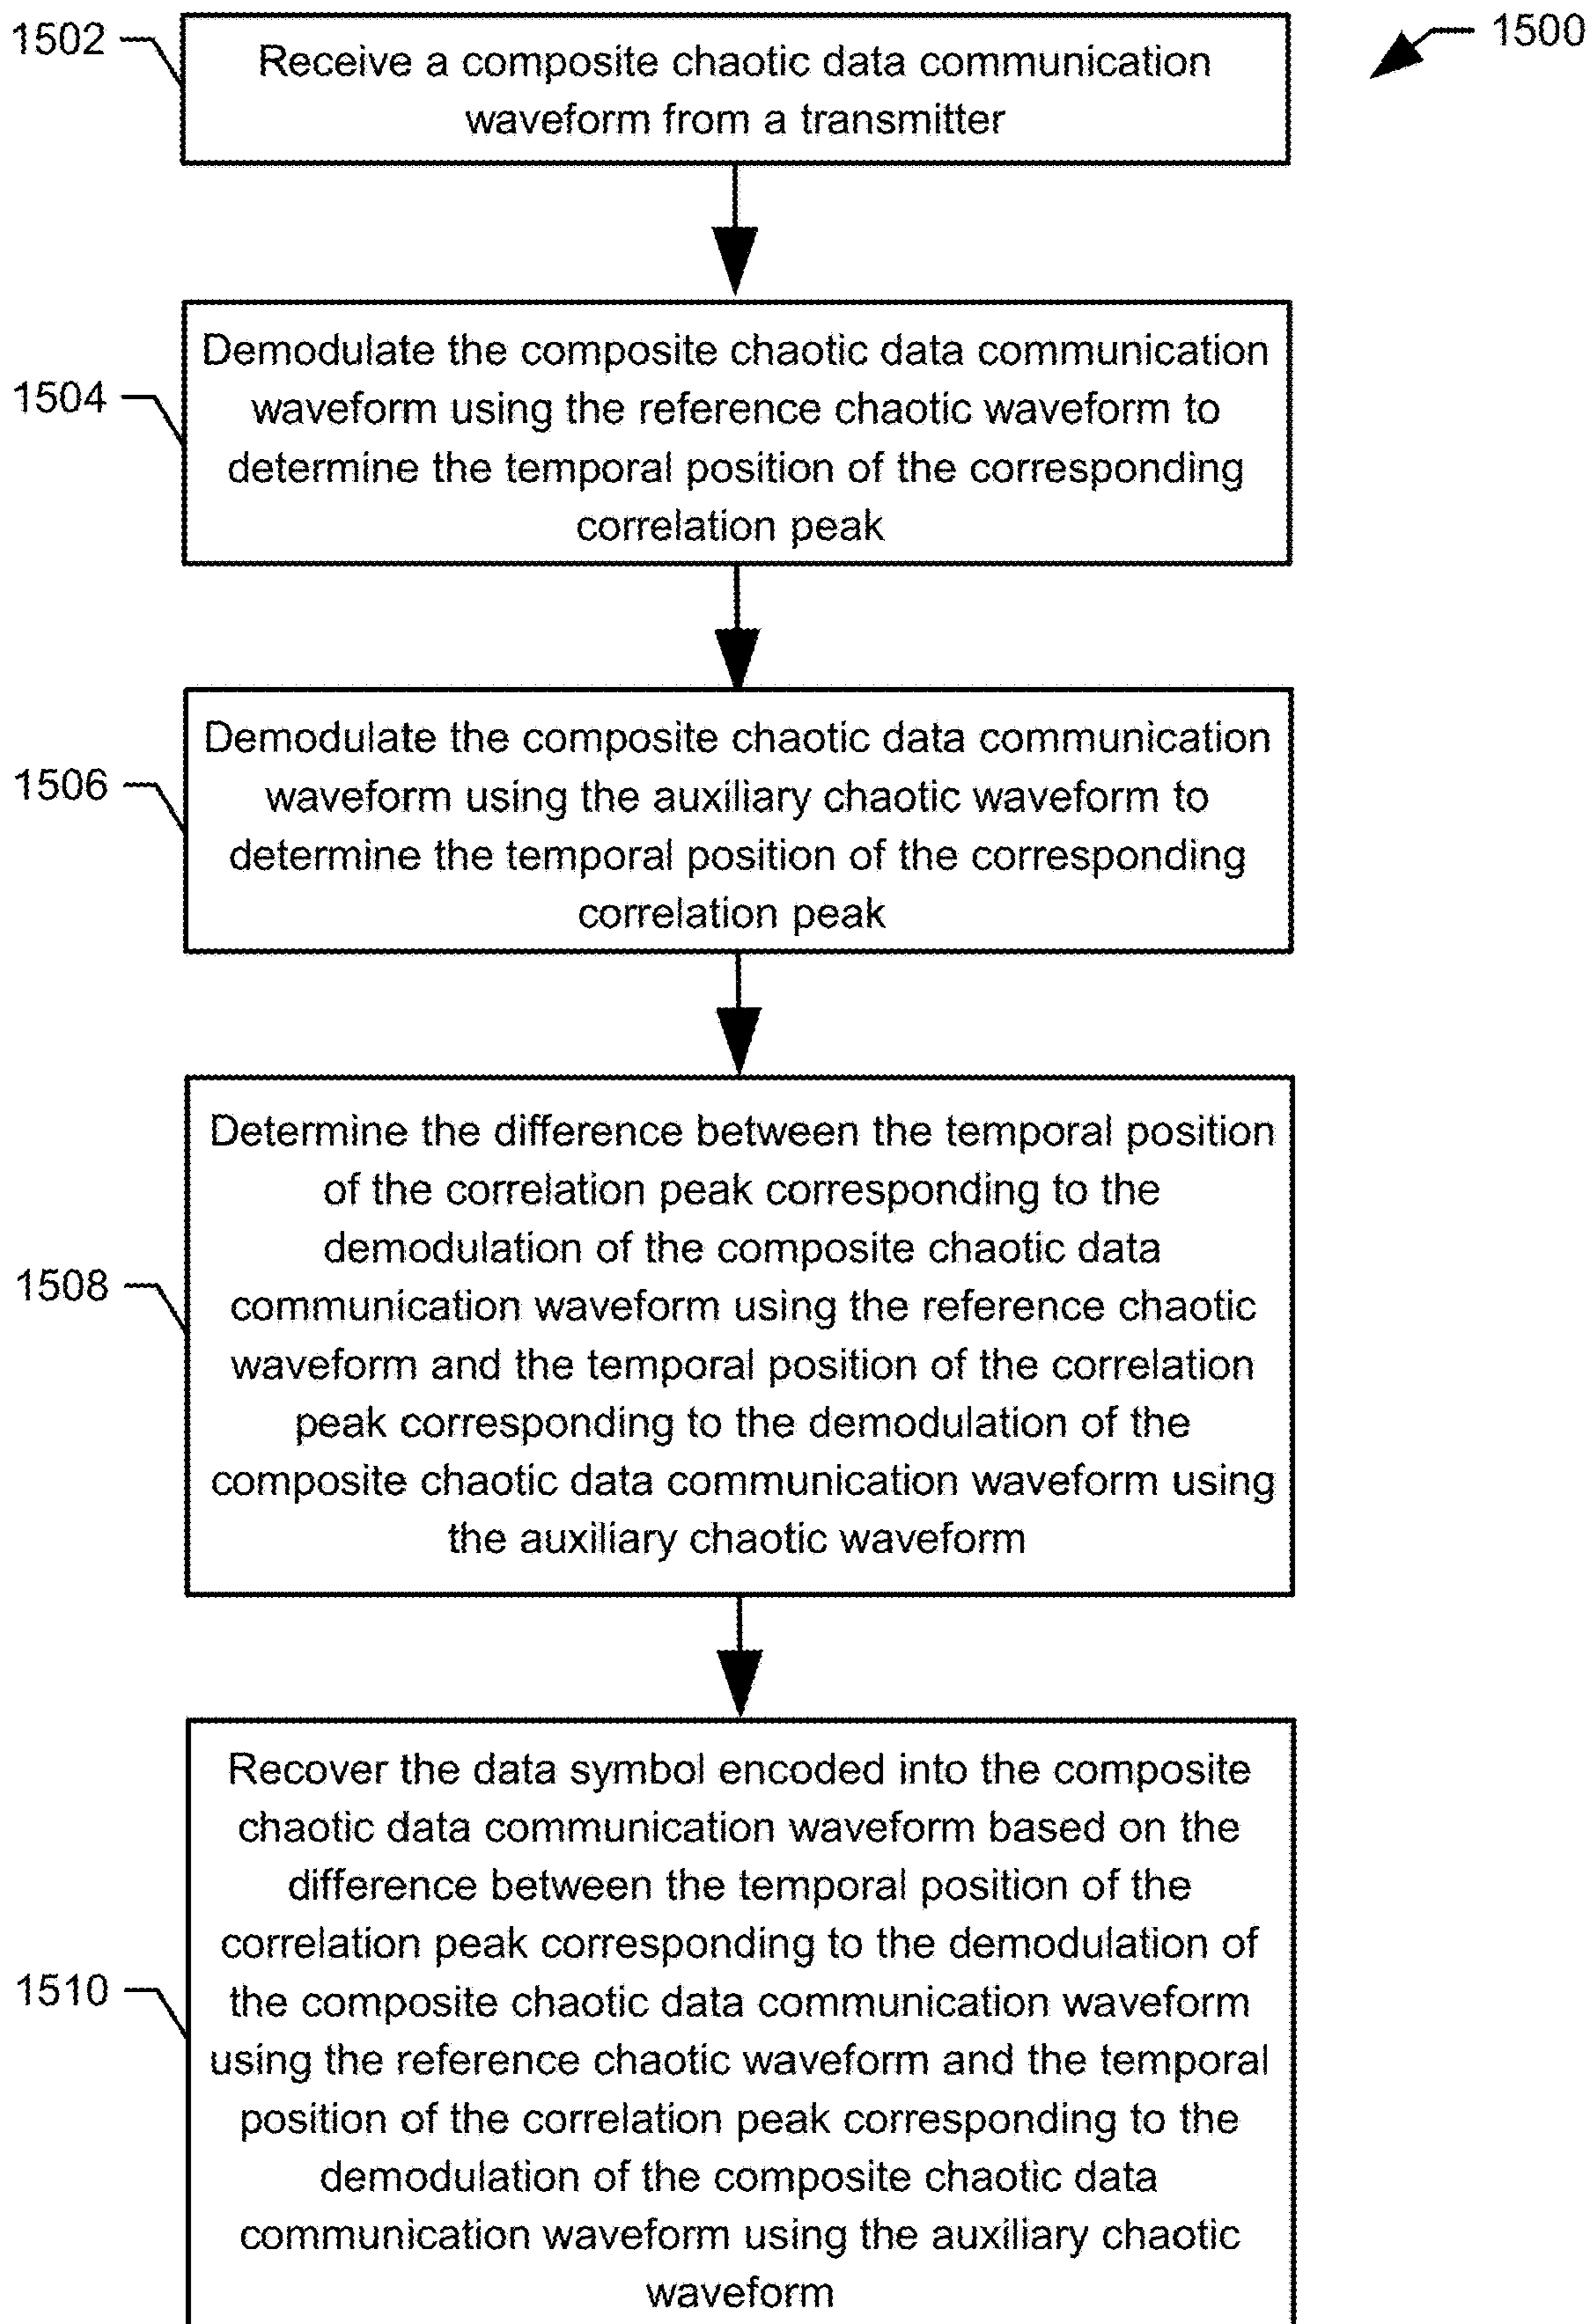 1500
1502
Receive a composite chaotic data communication
waveform from a transmitter
1504
Demodulate the composite chaotic data communication
waveform using the reference chaotic waveform to
determine the temporal position of the corresponding
correlation peak
1506
Demodulate the composite chaotic data communication
waveform using the auxiliary chaotic waveform to
determine the temporal position of the corresponding
correlation peak
1508
Determine the difference between the temporal position
of the correlation peak corresponding to the
demodulation of the composite chaotic data
communication waveform using the reference chaotic
waveform and the temporal position of the correlation
peak corresponding to the demodulation of the
composite chaotic data communication waveform using
the auxiliary chaotic waveform
1510
Recover the data symbol encoded into the composite
chaotic data communication waveform based on the
difference between the temporal position of the
correlation peak corresponding to the demodulation of
the composite chaotic data communication waveform
using the reference chaotic waveform and the temporal
position of the correlation peak corresponding to the
demodulation of the composite chaotic data
communication waveform using the auxiliary chaotic
waveform